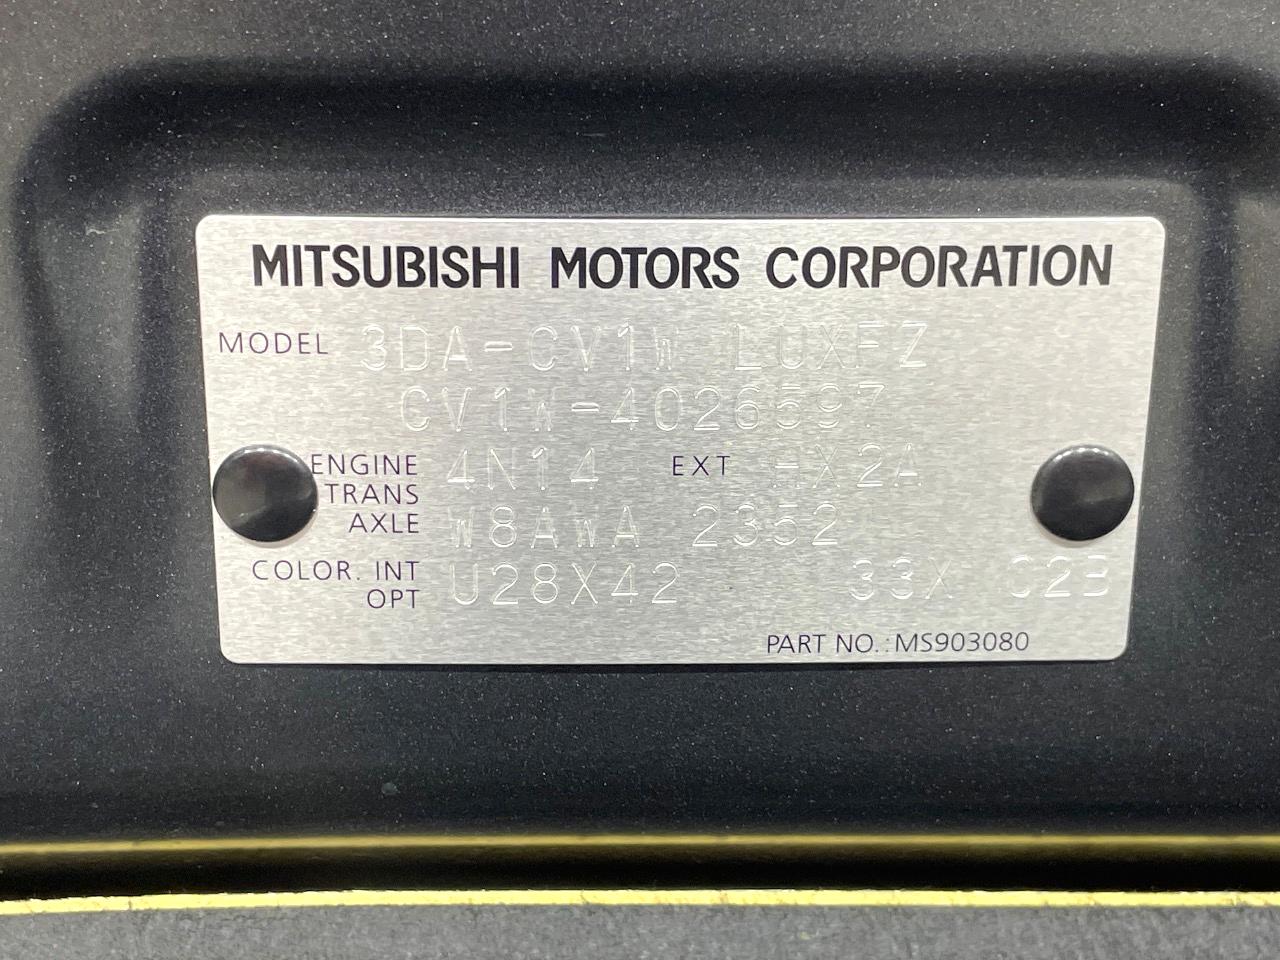 MITSUBISHI MOTORS CORPORATION
MODEL 3DA-CV1W LUXFZ
CV1W-4026597
ENGINE 4N14 EXT HX2A
TRANS
AXLE W8AWA 2352
COLOR. INT U28X42 33X C2B
OPT
PART NO.: MS903080